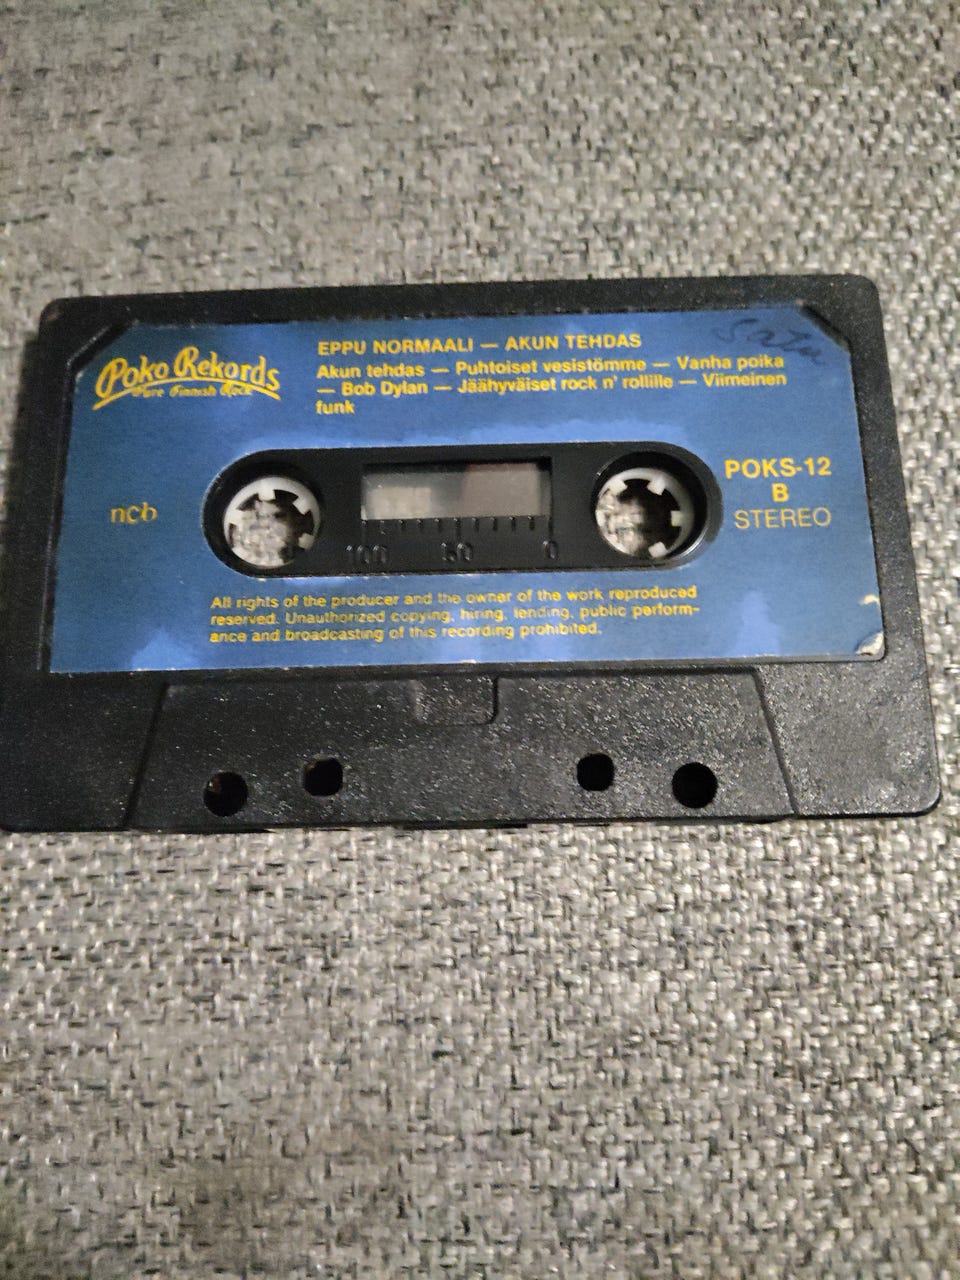 Satu
Poko Rekords
Pure Finnish Rock
EPPU NORMAALI — AKUN TEHDAS
Akun tehdas — Puhtoiset vesistömme — Vanha poika
— Bob Dylan — Jäähyväiset rock n' rollille — Viimeinen
funk
ncb
POKS-12
B
STEREO
100 50 0
All rights of the producer and the owner of the work reproduced
reserved. Unauthorized copying, hiring, lending, public perform-
ance and broadcasting of this recording prohibited.